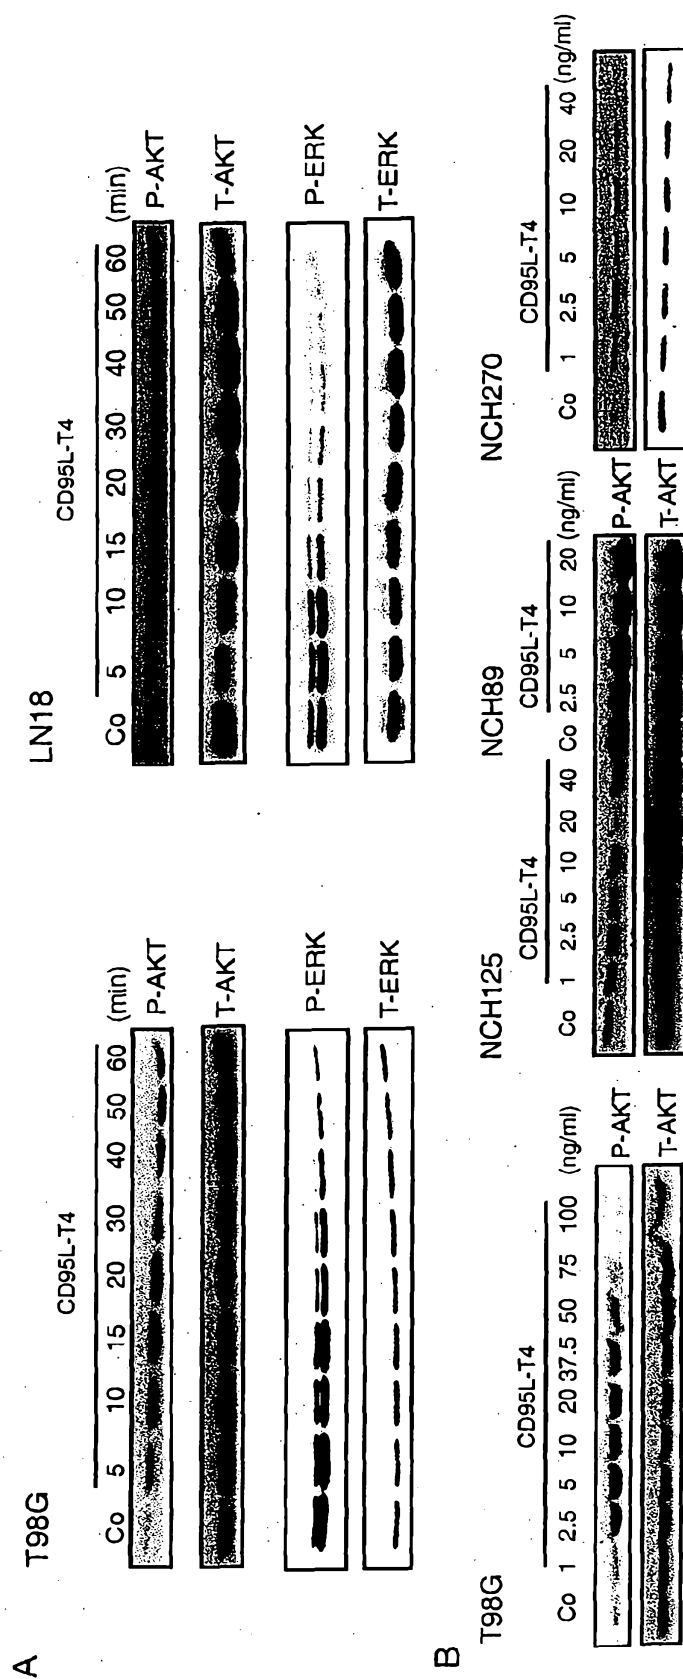 A
T98G
CD95L-T4
Co 5 10 15 20 30 40 50 60 (min)
P-AKT
T-AKT
P-ERK
T-ERK
LN18
CD95L-T4
Co 5 10 15 20 30 40 50 60 (min)
P-AKT
T-AKT
P-ERK
T-ERK
B
T98G
CD95L-T4
Co 1 2.5 5 10 20 37.5 50 75 100 (ng/ml)
P-AKT
T-AKT
NCH125
CD95L-T4
Co 1 2.5 5 10 20 40
NCH89
CD95L-T4
Co 2.5 5 10 20 (ng/ml)
P-AKT
T-AKT
NCH270
CD95L-T4
Co 1 2.5 5 10 20 40 (ng/ml)